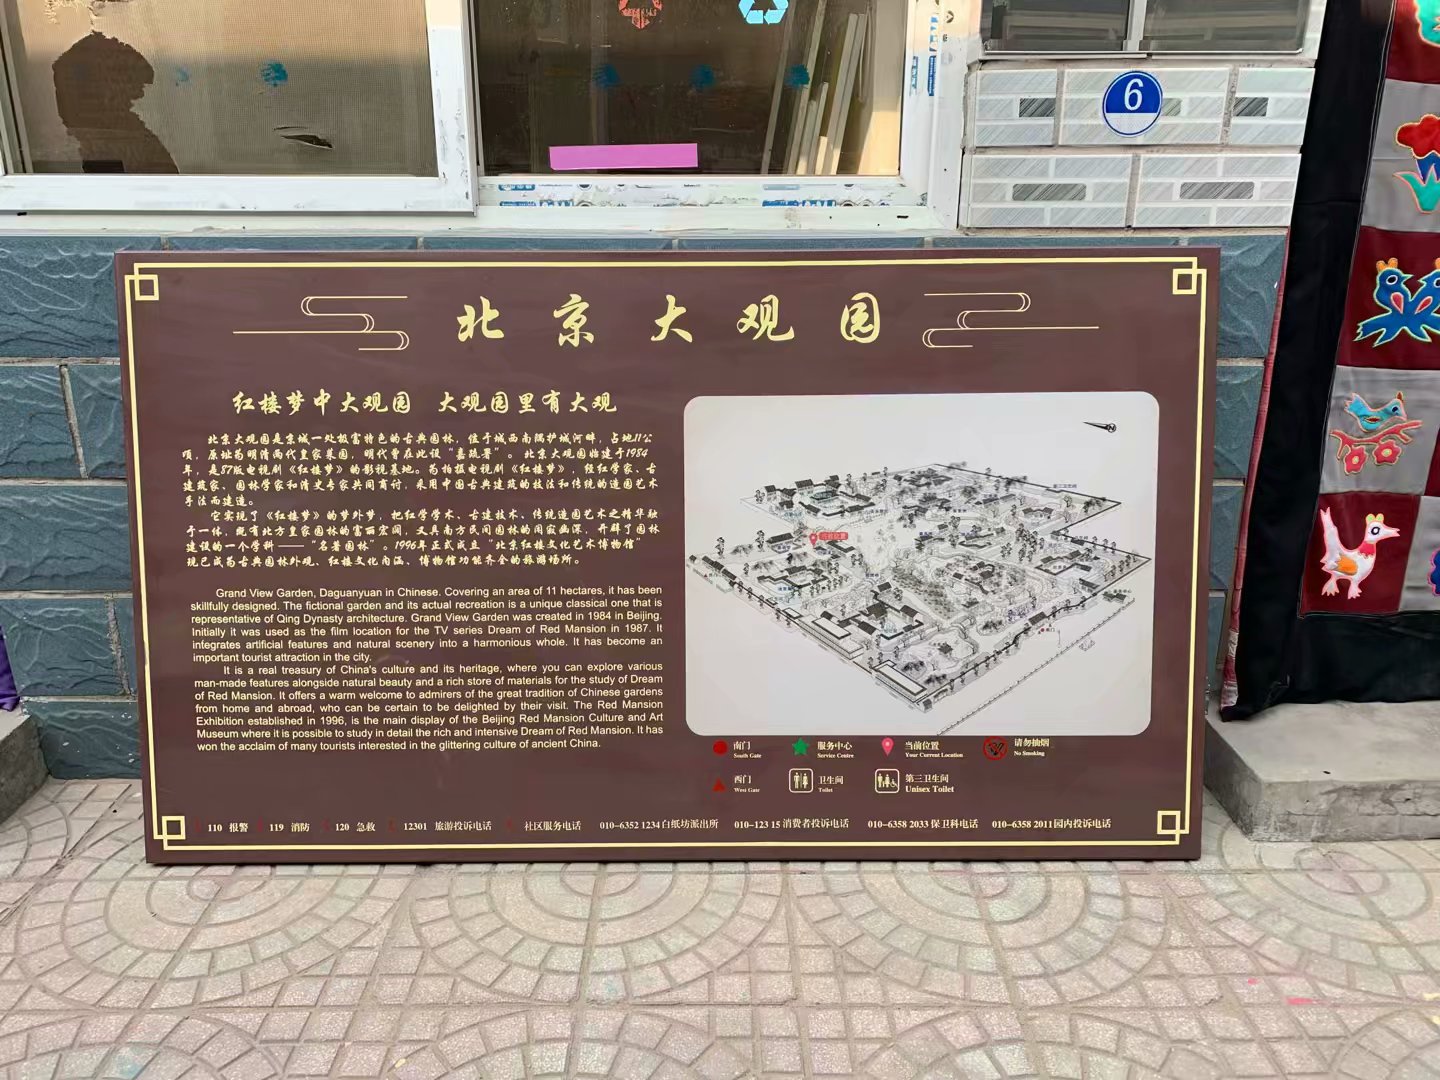 6
北京大观园
红楼梦中大观园 大观园里有大观
北京大观园是京城一处极富特色的古典园林，位于城西南隅护城河畔，占地11公
顷，原址为明清两代皇家菜园，明代曾在此设“嘉蔬署”。北京大观园始建于1984
年，是87版电视剧《红楼梦》的影视基地。为拍摄电视剧《红楼梦》，经红学家、古
建筑家、园林学家和清史专家共同商讨，采用中国古典建筑的技法和传统的造园艺术
手法而建造。
它实现了《红楼梦》的梦外梦，把红学学术、古建技术、传统造园艺术之精华融
于一体，既有北方皇家园林的富丽宏阔，又具南方民间园林的闲寂幽深，开辟了园林
建设的一个学科——“名著园林”。1996年正式成立“北京红楼文化艺术博物馆”
现已成为古典园林外观、红楼文化内涵、博物馆功能齐全的旅游场所。
Grand View Garden, Daguanyuan in Chinese. Covering an area of 11 hectares, it has been
skillfully designed. The fictional garden and its actual recreation is a unique classical one that is
representative of Qing Dynasty architecture. Grand View Garden was created in 1984 in Beijing.
Initially it was used as the film location for the TV series Dream of Red Mansion in 1987. It
integrates artificial features and natural scenery into a harmonious whole. It has become an
important tourist attraction in the city.
It is a real treasury of China's culture and its heritage, where you can explore various
man-made features alongside natural beauty and a rich store of materials for the study of Dream
of Red Mansion. It offers a warm welcome to admirers of the great tradition of Chinese gardens
from home and abroad, who can be certain to be delighted by their visit. The Red Mansion
Exhibition established in 1996, is the main display of the Beijing Red Mansion Culture and Art
Museum where it is possible to study in detail the rich and intensive Dream of Red Mansion. It has
won the acclaim of many tourists interested in the glittering culture of ancient China.
N
当前位置
南门 服务中心 当前位置 请勿抽烟
South Gate Service Centre Your Current Location No Smoking
西门 卫生间 第三卫生间
West Gate Toilet Unisex Toilet
110 报警 119 消防 120 急救 12301 旅游投诉电话 社区服务电话 010-6352 1234白纸坊派出所 010-123 15消费者投诉电话 010-6358 2033保卫科电话 010-6358 2011园内投诉电话